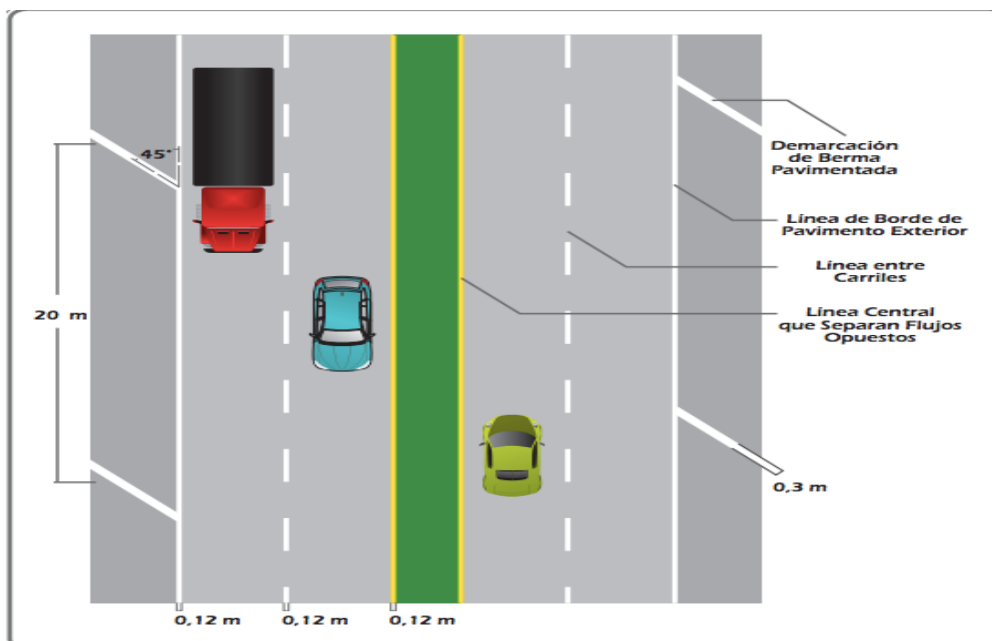 45°
Demarcación
de Berma
Pavimentada
Línea de Borde de
Pavimento Exterior
Línea entre
Carriles
20 m
Línea Central
que Separan Flujos
Opuestos
0,3 m
0,12 m
0,12 m
0,12 m